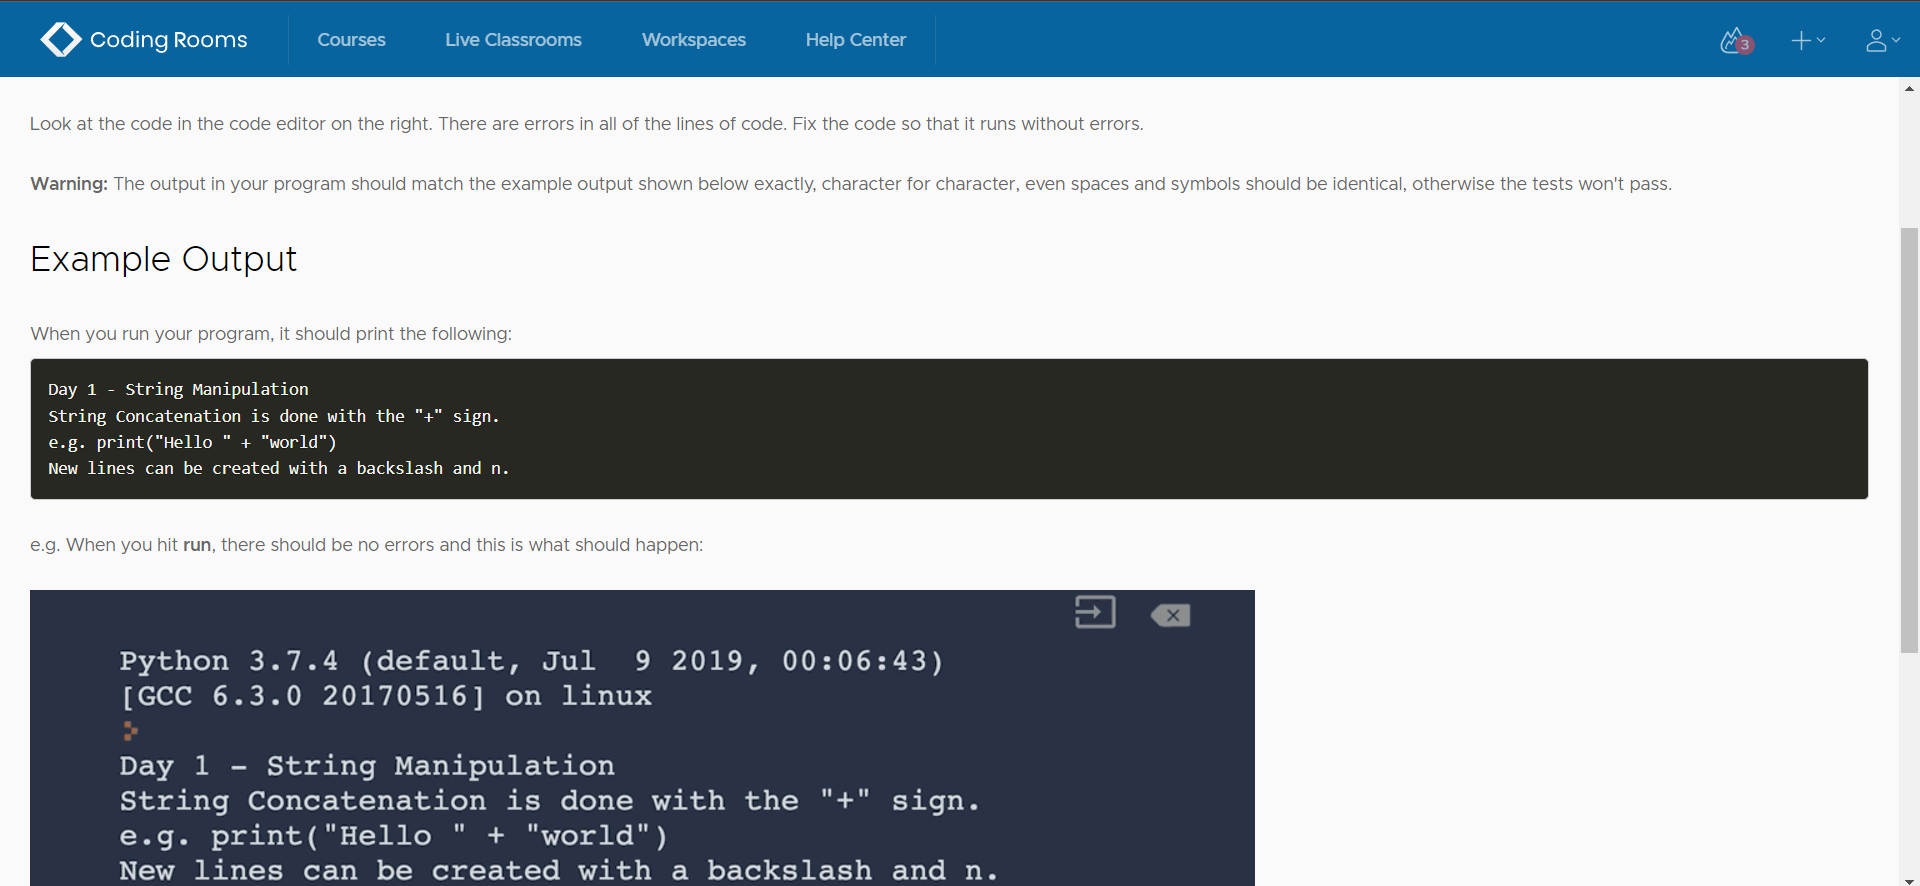 Coding Rooms Courses Live Classrooms Workspaces Help Center 3
Look at the code in the code editor on the right. There are errors in all of the lines of code. Fix the code so that it runs without errors.
Warning: The output in your program should match the example output shown below exactly, character for character, even spaces and symbols should be identical, otherwise the tests won't pass.
Example Output
When you run your program, it should print the following:
Day 1 - String Manipulation
String Concatenation is done with the "+" sign.
e.g. print("Hello " + "world")
New lines can be created with a backslash and n.
e.g. When you hit run, there should be no errors and this is what should happen:
Python 3.7.4 (default, Jul  9 2019, 00:06:43)
[GCC 6.3.0 20170516] on linux
Day 1 – String Manipulation
String Concatenation is done with the "+" sign.
e.g. print("Hello " + "world")
New lines can be created with a backslash and n.